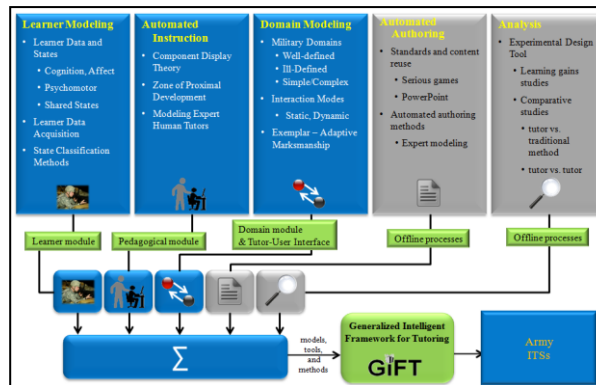 Learner Modeling
• Learner Data and
States
• Cognition, Affect
• Psychomotor
• Shared States
• Learner Data
Acquisition
• State Classification
Methods
Automated
Instruction
• Component Display
Theory
• Zone of Proximal
Development
• Modeling Expert
Human Tutors
Domain Modeling
• Military Domains
• Well-defined
• Ill-Defined
• Simple/Complex
• Interaction Modes
• Static, Dynamic
• Exemplar – Adaptive
Marksmanship
Automated
Authoring
• Standards and content
reuse
• Serious games
• PowerPoint
• Automated authoring
methods
• Expert modeling
Analysis
• Experimental Design
Tool
• Learning gains
studies
• Comparative
studies
• tutor vs.
traditional
method
• tutor vs. tutor
Learner module
Pedagogical module
Domain module
& Tutor-User Interface
Offline processes
Offline processes
Σ
models,
tools,
and
methods
Generalized Intelligent
Framework for Tutoring
GIFT
Army
ITSs